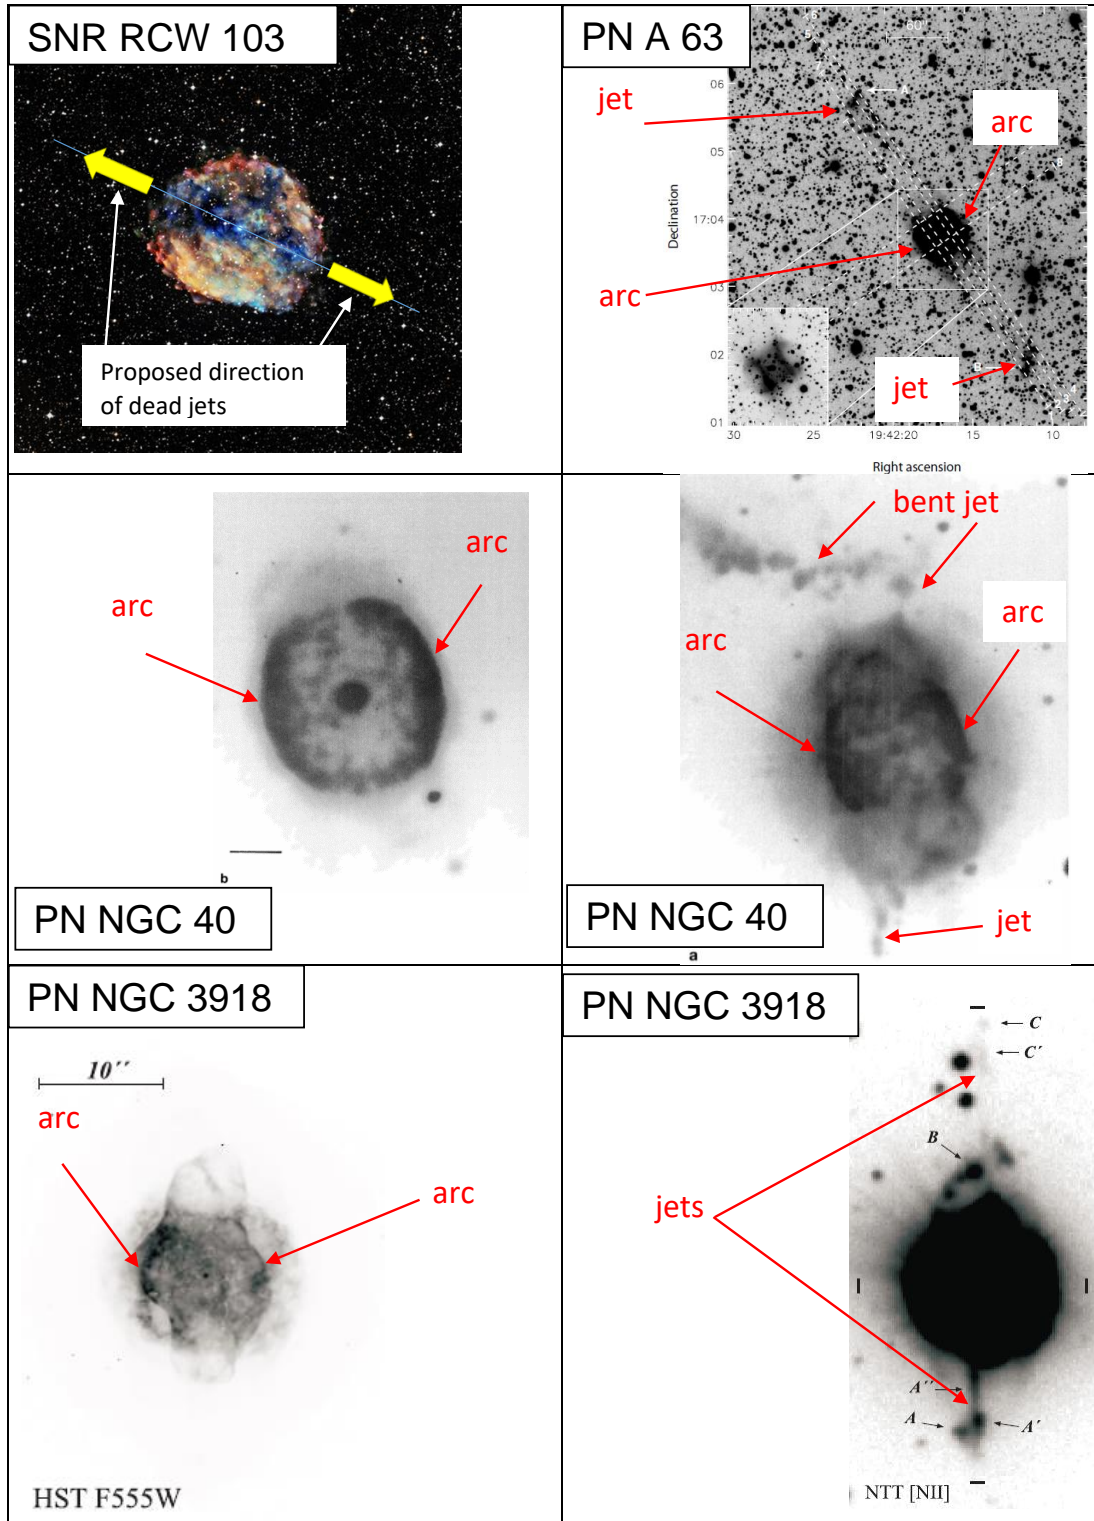 SNR RCW 103
Proposed direction
of dead jets
PN A 63
60"
jet
A
arc
B
arc
jet
Declination
06
05
17:04
03
02
01
30
25
19:42:20
15
10
Right ascension
arc
arc
b
PN NGC 40
bent jet
arc
arc
jet
PN NGC 40
a
PN NGC 3918
10´´
arc
arc
HST F555W
PN NGC 3918
C
C´
B
jets
A´´
A
A´
NTT [NII]